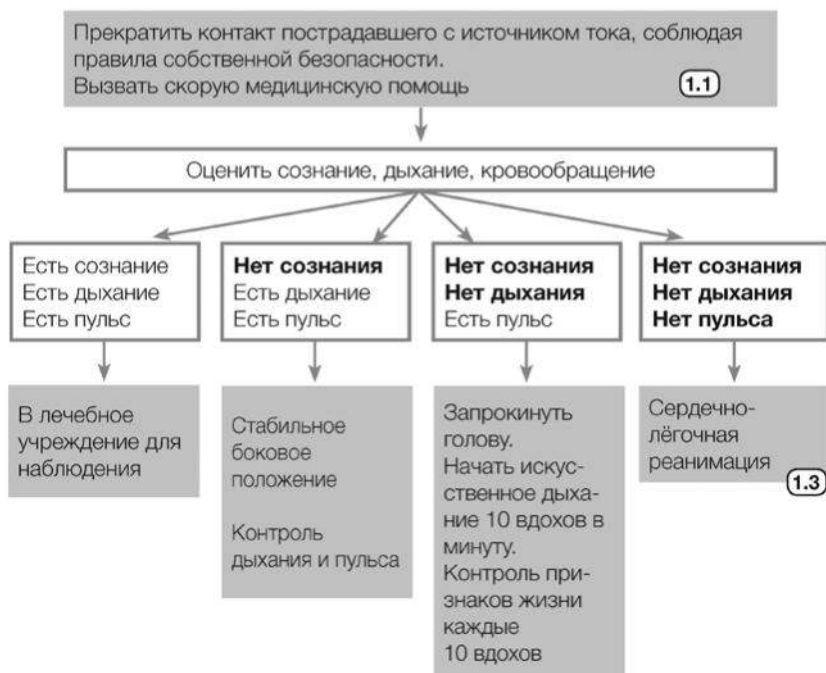 Прекратить контакт пострадавшего с источником тока, соблюдая
правила собственной безопасности.
Вызвать скорую медицинскую помощь
1.1
Оценить сознание, дыхание, кровообращение
Есть сознание
Есть дыхание
Есть пульс
Нет сознания
Есть дыхание
Есть пульс
Нет сознания
Нет дыхания
Есть пульс
Нет сознания
Нет дыхания
Нет пульса
В лечебное
учреждение для
наблюдения
Стабильное
боковое
положение
Контроль
дыхания и пульса
Запрокинуть
голову.
Начать искус-
ственное дыха-
ние 10 вдохов в
минуту.
Контроль при-
знаков жизни
каждые
10 вдохов
Сердечно-
лёгочная
реанимация
1.3